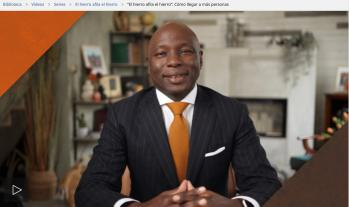 Biblioteca > Videos > Series > El hierro afila el hierro > "El hierro afila el hierro": Cómo llegar a más personas